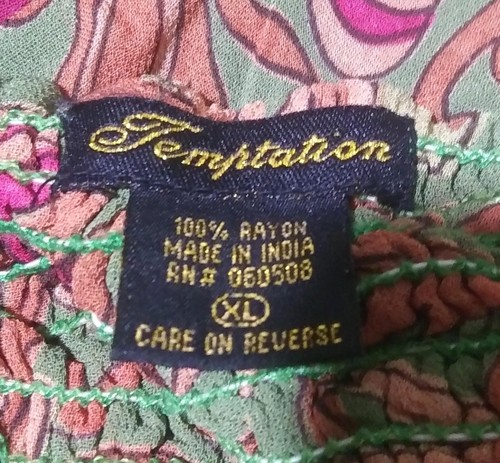 Temptation
100% RAYON
MADE IN INDIA
RN# 060508
XL
CARE ON REVERSE